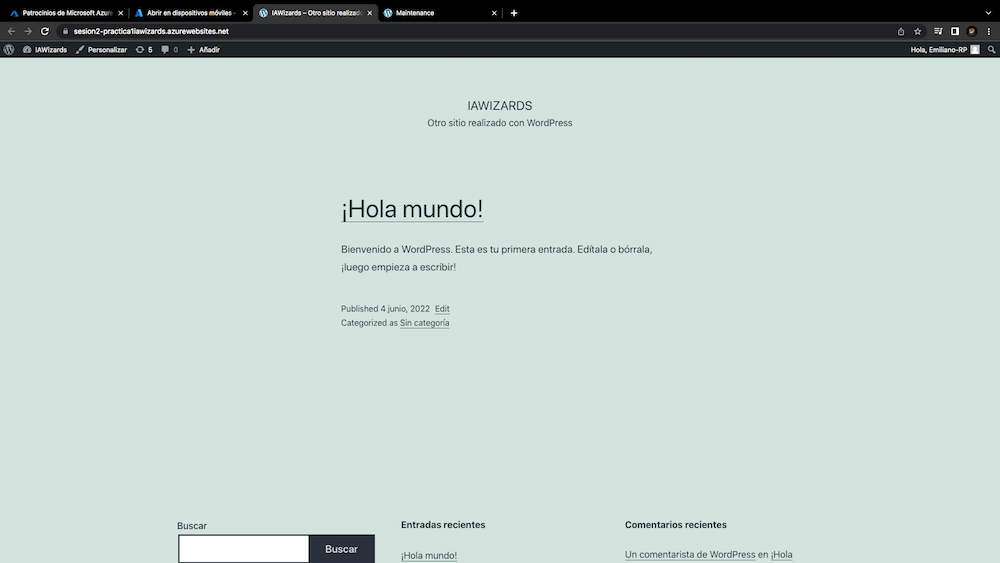 Patrocinios de Microsoft Azure
Abrir en dispositivos móviles -
IAWizards – Otro sitio realizado
Maintenance
sesion2-practica1iawizards.azurewebsites.net
IAWizards
Personalizar
5
0
Añadir
Hola, Emiliano-RP
IAWIZARDS
Otro sitio realizado con WordPress
¡Hola mundo!
Bienvenido a WordPress. Esta es tu primera entrada. Edítala o bórrala,
¡luego empieza a escribir!
Published 4 junio, 2022 Edit
Categorized as Sin categoría
Buscar
Buscar
Entradas recientes
¡Hola mundo!
Comentarios recientes
Un comentarista de WordPress en ¡Hola